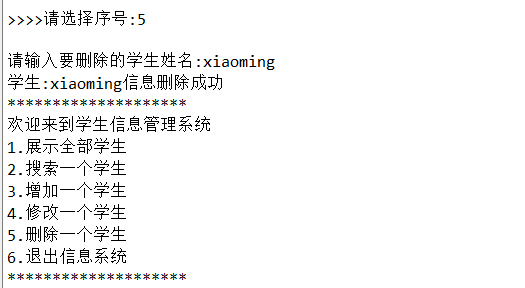 >>>>请选择序号:5
请输入要删除的学生姓名:xiaoming
学生:xiaoming信息删除成功
********************
欢迎来到学生信息管理系统
1.展示全部学生
2.搜索一个学生
3.增加一个学生
4.修改一个学生
5.删除一个学生
6.退出信息系统
********************